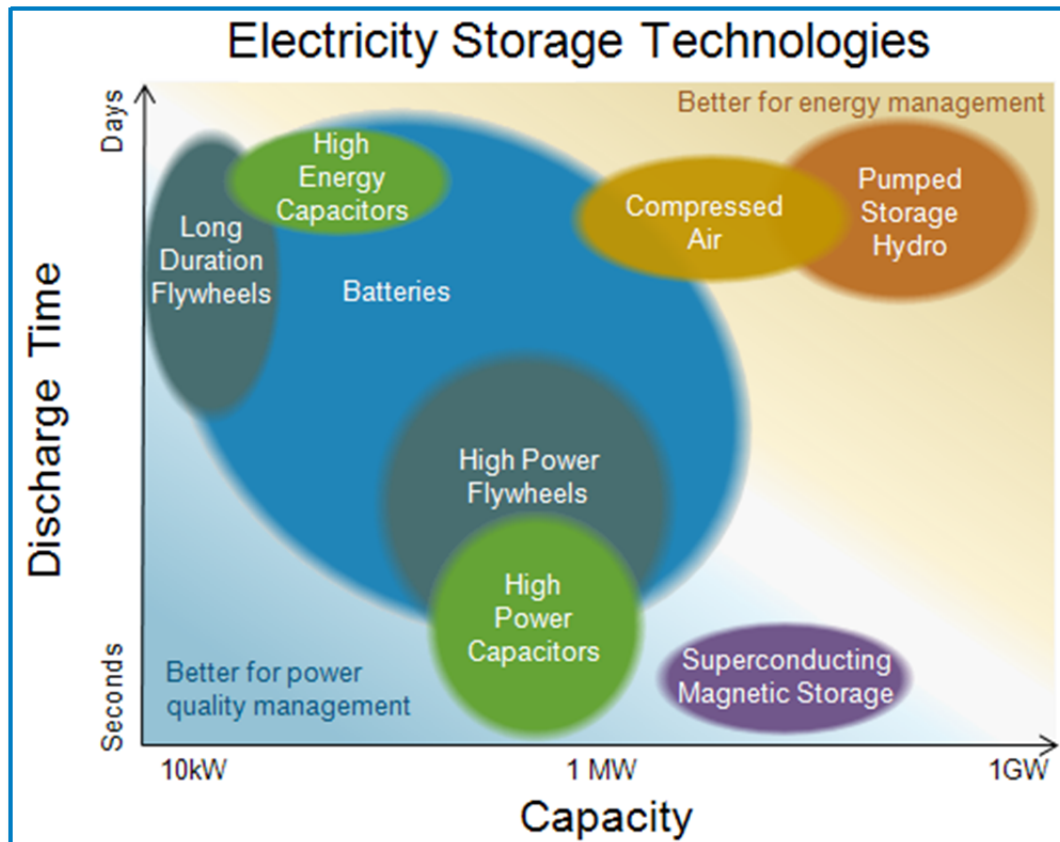 Electricity Storage Technologies
Days
Better for energy management
High
Energy
Capacitors
Long
Duration
Flywheels
Batteries
Compressed
Air
Pumped
Storage
Hydro
Discharge Time
High Power
Flywheels
High
Power
Capacitors
Superconducting
Magnetic Storage
Better for power
quality management
Seconds
10kW
1 MW
1GW
Capacity